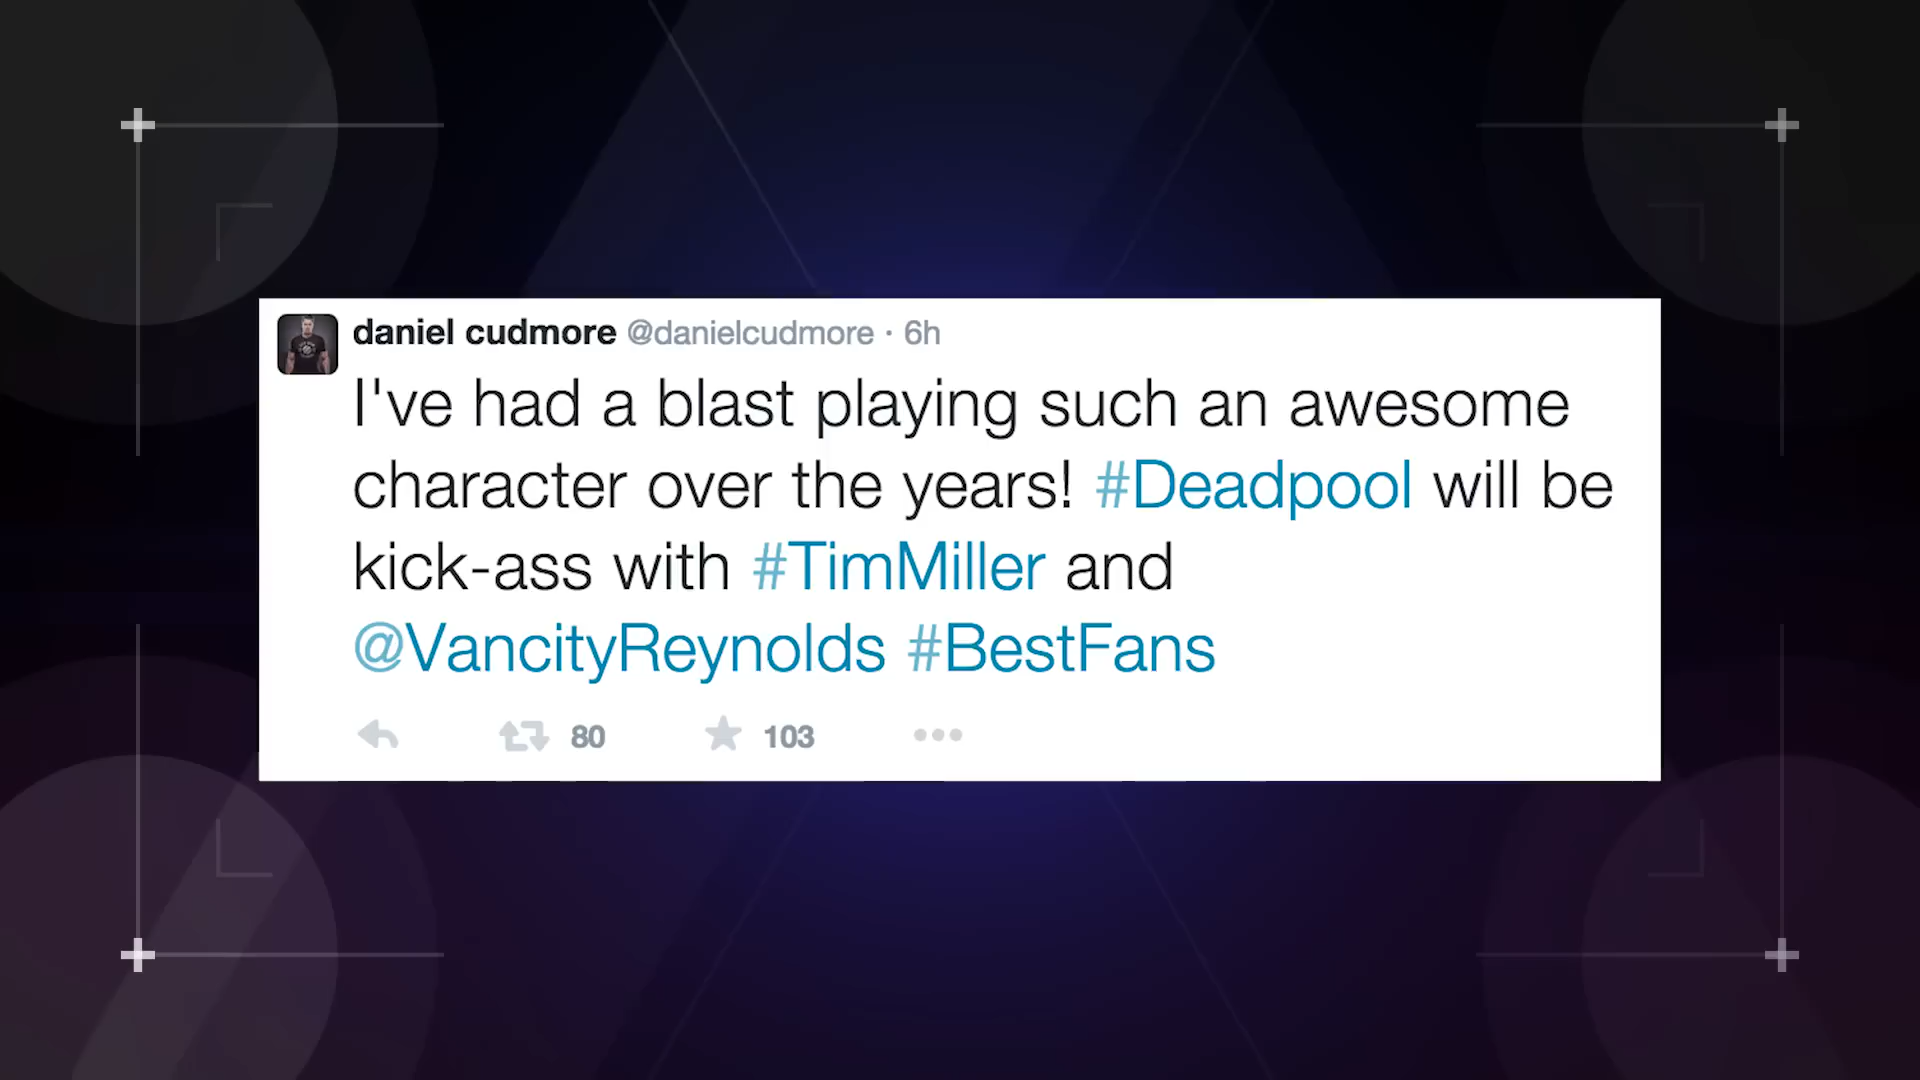 daniel cudmore @danielcudmore · 6h
I've had a blast playing such an awesome
character over the years! #Deadpool will be
kick-ass with #TimMiller and
@VancityReynolds #BestFans
80 103